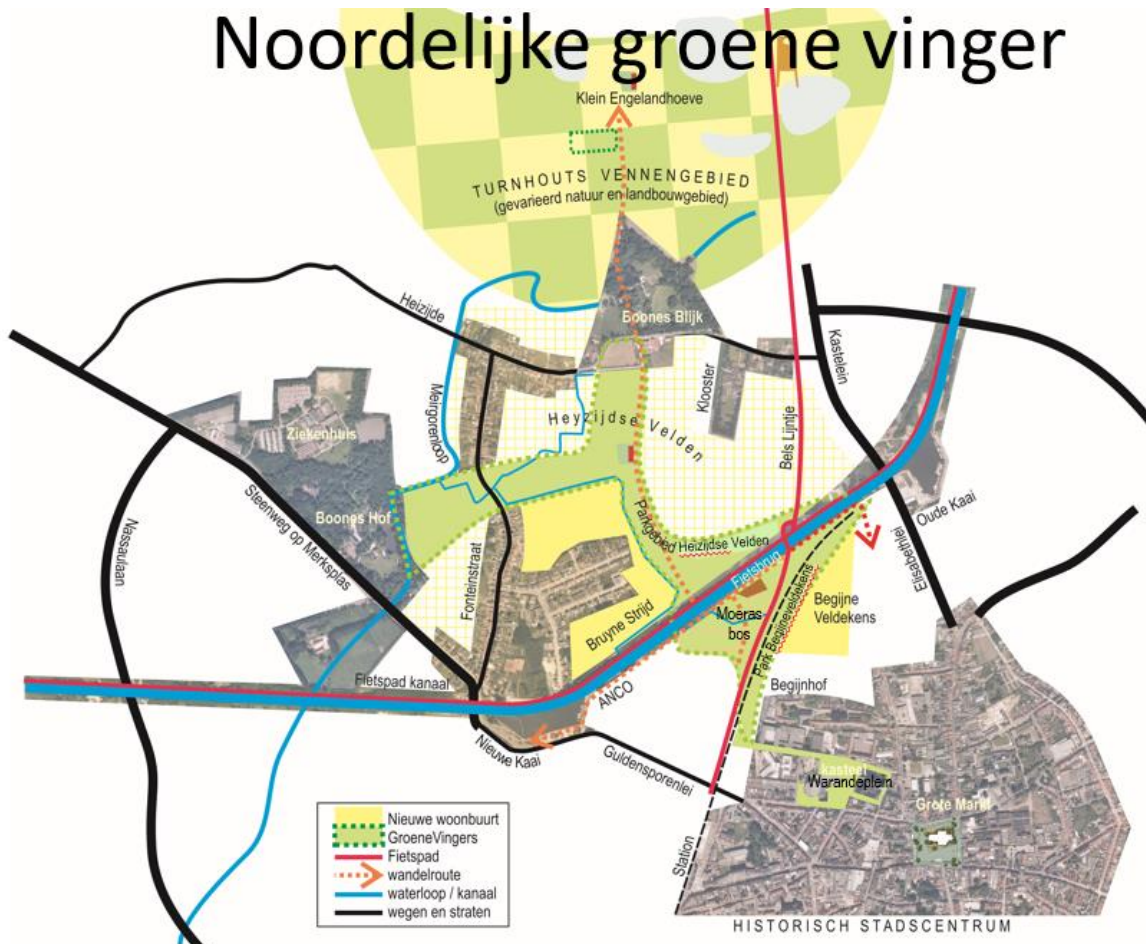 Noordelijke groene vinger
Klein Engelandhoeve
TURNHOUTS VENNENGEBIED
(gevarieerd natuur en landbouwgebied)
Heizijde
Boones Blijk
Kastelein
Meirgorenloop
Klooster
Heyzijdse Velden
Ziekenhuis
Bels Lijntje
Steenweg op Merksplas
Boones Hof
Oude Kaai
Nassaulaan
Parkgebied Heizijdse Velden
Elisabethlei
Fietsbrug
Fonteinstraat
Bruyne Strijd
Moeras
bos
Park Begijneveldekens
Begijne
Veldekens
Fietspad kanaal
ANCO
Begijnhof
Nieuwe Kaai
Guldensporenlei
kasteel
Warandeplein
Grote Markt
Station
Nieuwe woonbuurt
GroeneVingers
Fietspad
wandelroute
waterloop / kanaal
wegen en straten
HISTORISCH STADSCENTRUM